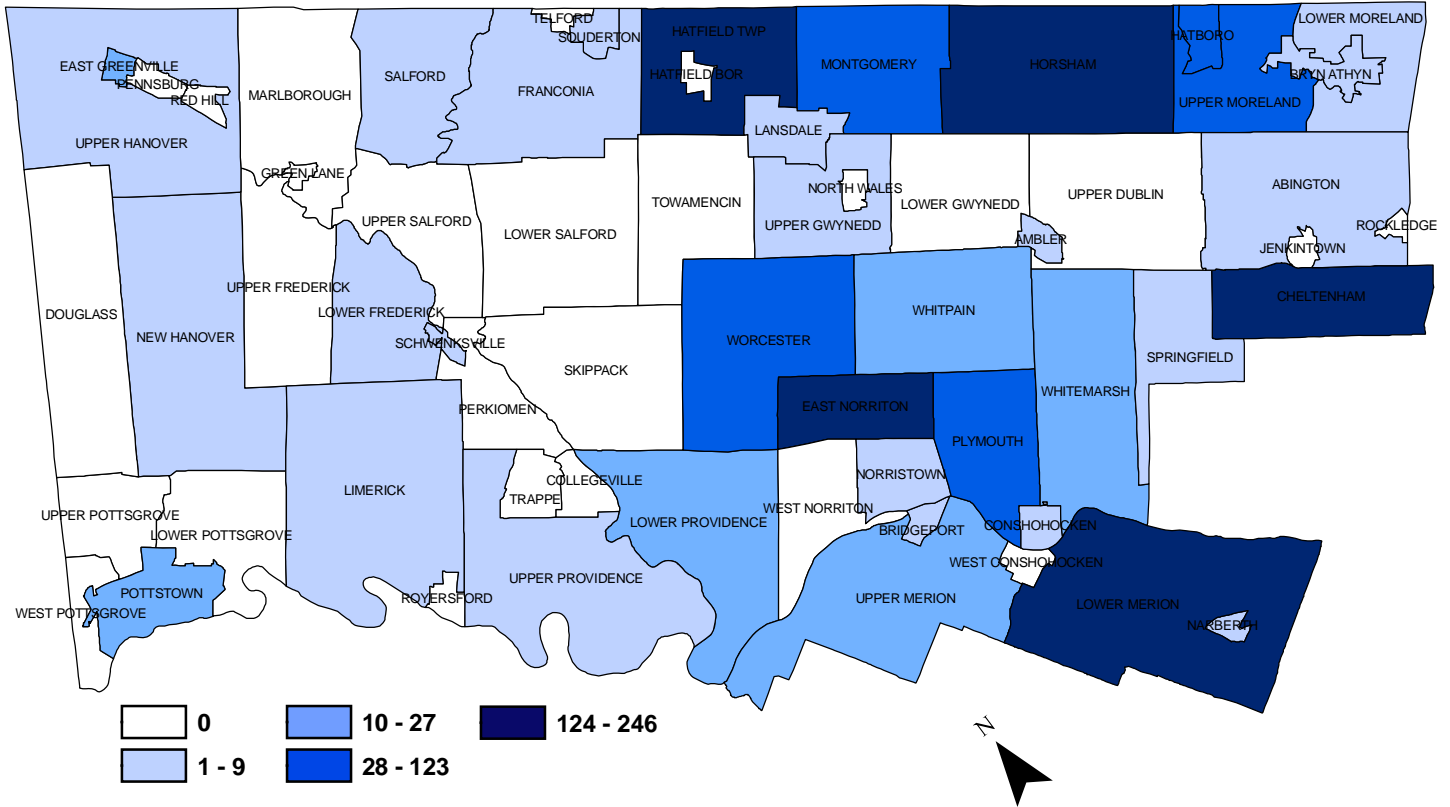 TELFORD
LOWER MORELAND
SOUDERTON
HATFIELD TWP
HATBORO
EAST GREENVILLE
SALFORD
HATFIELD BOR
MONTGOMERY
HORSHAM
BRYN ATHYN
PENNSBURG
RED HILL
MARLBOROUGH
FRANCONIA
UPPER MORELAND
UPPER HANOVER
LANSDALE
GREEN LANE
NORTH WALES
ABINGTON
UPPER SALFORD
TOWAMENCIN
LOWER GWYNEDD
UPPER DUBLIN
LOWER SALFORD
UPPER GWYNEDD
AMBLER
ROCKLEDGE
JENKINTOWN
UPPER FREDERICK
CHELTENHAM
DOUGLASS
LOWER FREDERICK
WHITPAIN
NEW HANOVER
SCHWENKSVILLE
WORCESTER
SPRINGFIELD
SKIPPACK
WHITEMARSH
PERKIOMEN
EAST NORRITON
PLYMOUTH
LIMERICK
COLLEGEVILLE
NORRISTOWN
TRAPPE
UPPER POTTSGROVE
WEST NORRITON
LOWER PROVIDENCE
CONSHOHOCKEN
LOWER POTTSGROVE
BRIDGEPORT
WEST CONSHOHOCKEN
UPPER PROVIDENCE
POTTSTOWN
ROYERSFORD
UPPER MERION
LOWER MERION
WEST POTTSGROVE
NARBERTH
0
10 - 27
124 - 246
1 - 9
28 - 123
N